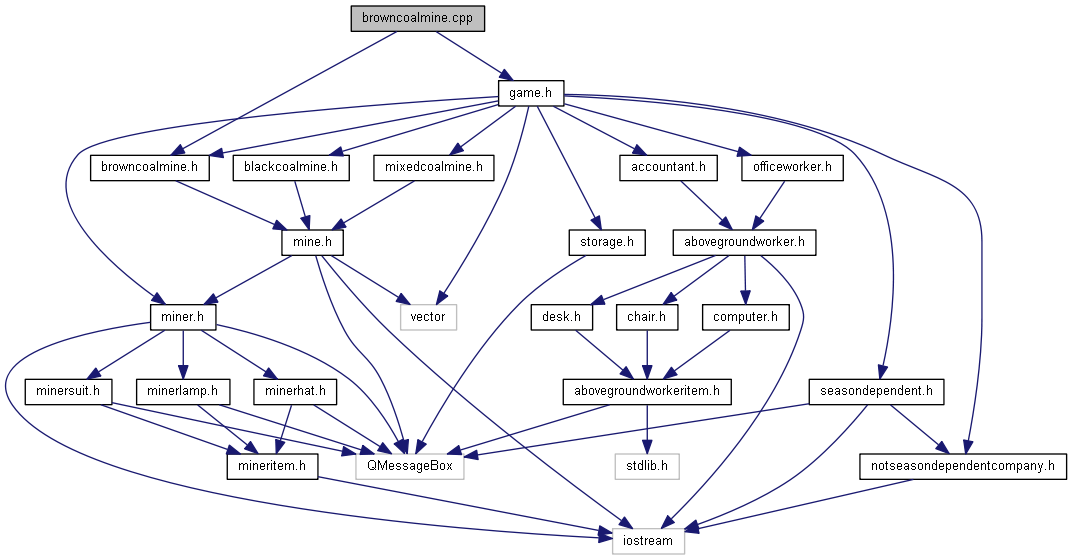 browncoalmine.cpp
game.h
browncoalmine.h
blackcoalmine.h
mixedcoalmine.h
accountant.h
officeworker.h
mine.h
storage.h
abovegroundworker.h
miner.h
vector
desk.h
chair.h
computer.h
minersuit.h
minerlamp.h
minerhat.h
abovegroundworkeritem.h
seasondependent.h
mineritem.h
QMessageBox
stdlib.h
notseasondependentcompany.h
iostream